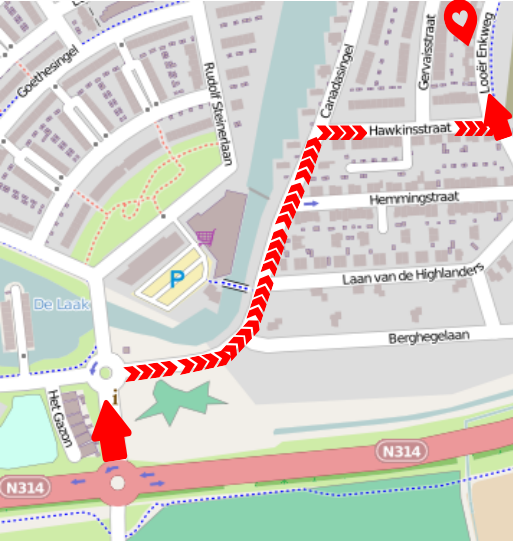 Goethesingel
Rudolf Steinerlaan
Canadasingel
Gervaisstraat
Looër Enkweg
Hawkinsstraat
Hemmingstraat
P
Laan van de Highlanders
De Laak
Berghegelaan
i
Het Gazon
N314
N314